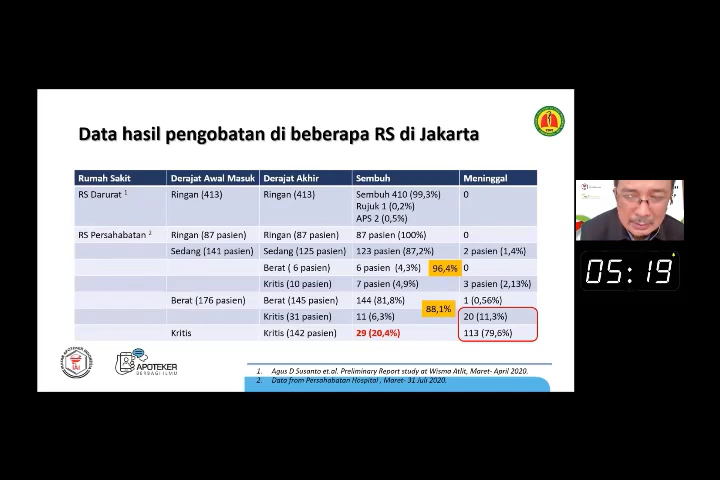 Data hasil pengobatan di beberapa RS di Jakarta
Rumah Sakit Derajat Awal Masuk Derajat Akhir Sembuh Meninggal
RS Darurat 1 Ringan (413) Ringan (413) Sembuh 410 (99,3%) 0
Rujuk 1 (0,2%)
APS 2 (0,5%)
RS Persahabatan 2 Ringan (87 pasien) Ringan (87 pasien) 87 pasien (100%) 0
Sedang (141 pasien) Sedang (125 pasien) 123 pasien (87,2%) 2 pasien (1,4%)
Berat ( 6 pasien) 6 pasien (4,3%) 96,4% 0
Kritis (10 pasien) 7 pasien (4,9%) 3 pasien (2,13%)
Berat (176 pasien) Berat (145 pasien) 144 (81,8%) 1 (0,56%)
88,1%
Kritis (31 pasien) 11 (6,3%) 20 (11,3%)
Kritis Kritis (142 pasien) 29 (20,4%) 113 (79,6%)
IAI
APOTEKER
BERBAGI ILMU
1. Agus D Susanto et.al. Preliminary Report study at Wisma Atlit, Maret- April 2020.
2. Data from Persahabatan Hospital , Maret- 31 Juli 2020.
05:19